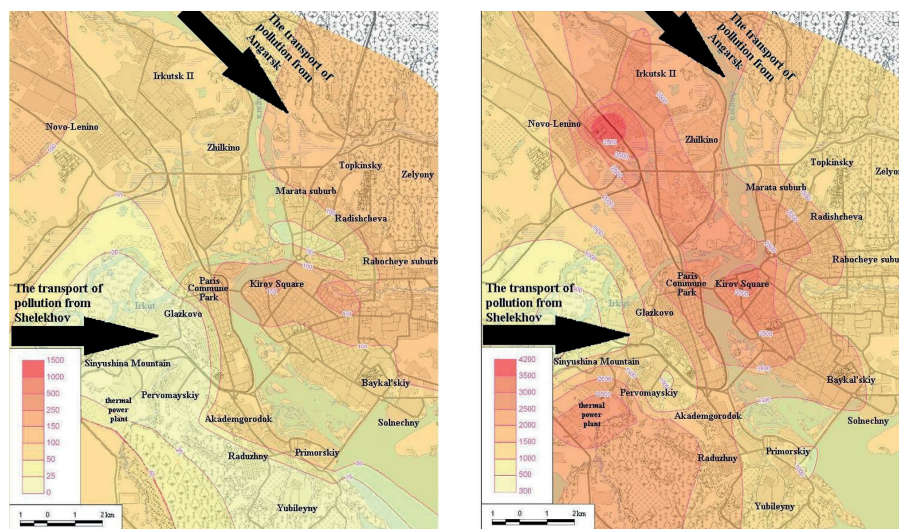 The transport of
pollution from
Angarsk
Irkutsk II
Novo-Lenino
Zhilkino
Topkinsky
Zelyony
Marata suburb
Radishcheva
Rabocheye suburb
Paris
Commune
Park
Kirov Square
The transport of
pollution from
Shelekhov
Irkut
Glazkovo
Sinyushina Mountain
1500
1000
500
250
150
100
50
25
0
Pervomayskiy
thermal
power
plant
Baykal'skiy
Akademgorodok
Solnechny
Raduzhny
Primorskiy
Yubileyny
1 0 1 2 km
The transport of
pollution from
Angarsk
Irkutsk II
Novo-Lenino
Zhilkino
Topkinsky
Zelyony
Marata suburb
Radishcheva
Rabocheye sub
Paris
Commune
Park
Kirov Square
The transport of
pollution from
Shelekhov
Irkut
Glazkovo
Sinyushina Mountain
4200
3500
3000
2500
2000
1500
1000
600
300
Pervomayskiy
thermal
power
plant
Baykal'skiy
Akademgorodok
Solnechny
Raduzhny
Primorskiy
Yubileyny
1 0 1 2 km